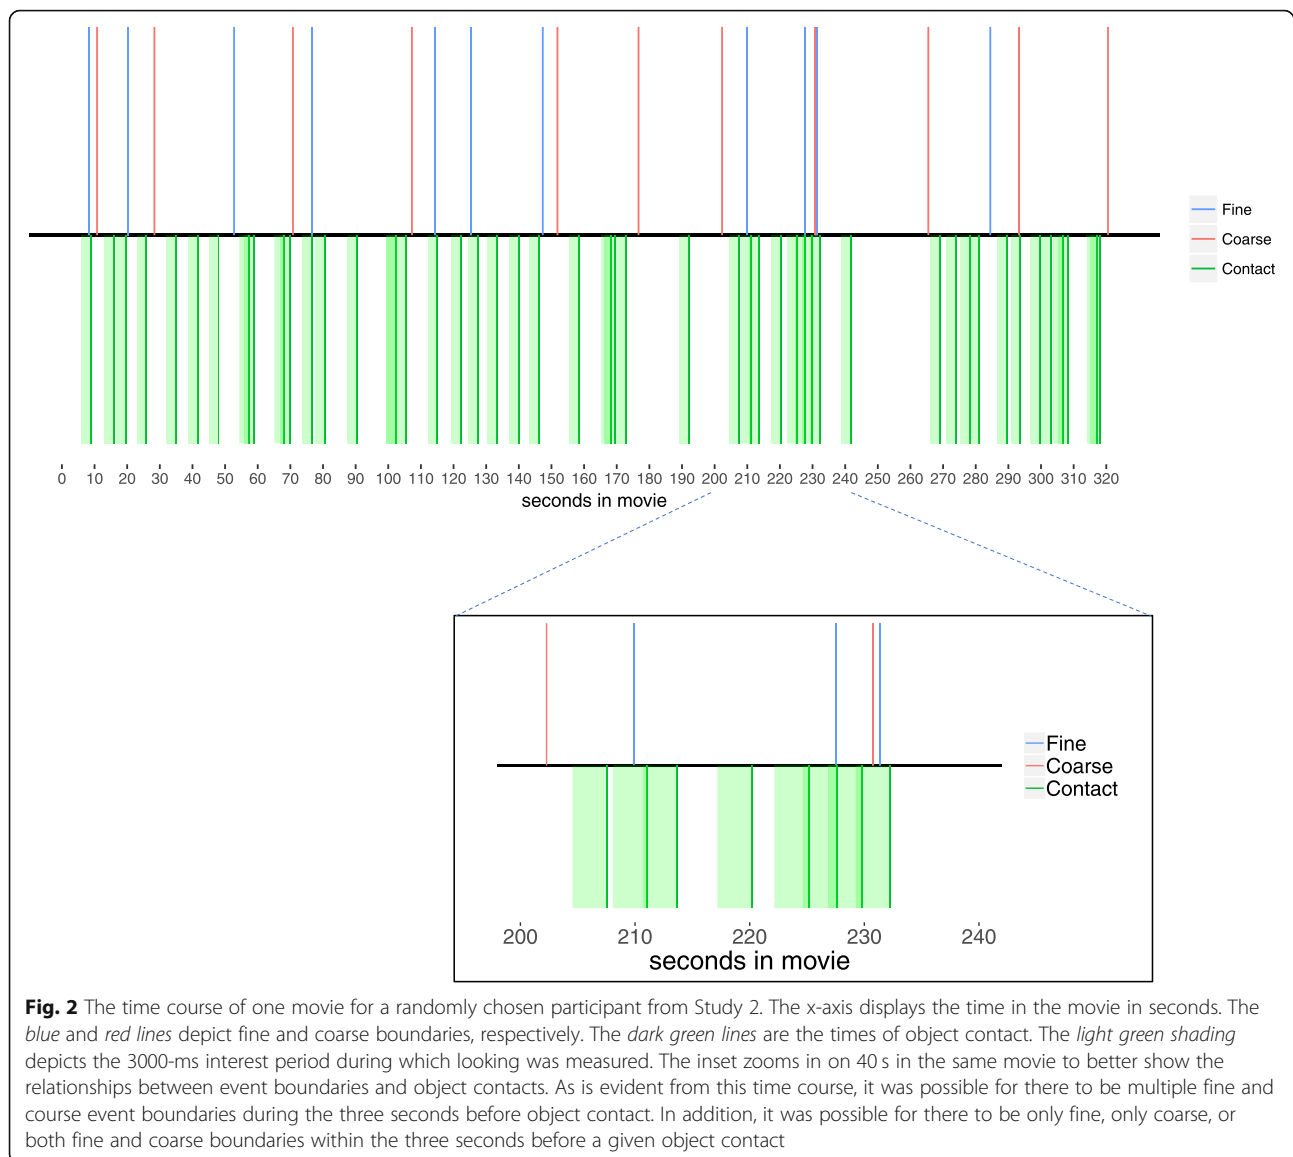 Fine
Coarse
Contact
0 10 20 30 40 50 60 70 80 90 100 110 120 130 140 150 160 170 180 190 200 210 220 230 240 250 260 270 280 290 300 310 320
seconds in movie
Fine
Coarse
Contact
200 210 220 230 240
seconds in movie
Fig. 2 The time course of one movie for a randomly chosen participant from Study 2. The x-axis displays the time in the movie in seconds. The
blue and red lines depict fine and coarse boundaries, respectively. The dark green lines are the times of object contact. The light green shading
depicts the 3000-ms interest period during which looking was measured. The inset zooms in on 40 s in the same movie to better show the
relationships between event boundaries and object contacts. As is evident from this time course, it was possible for there to be multiple fine and
course event boundaries during the three seconds before object contact. In addition, it was possible for there to be only fine, only coarse, or
both fine and coarse boundaries within the three seconds before a given object contact